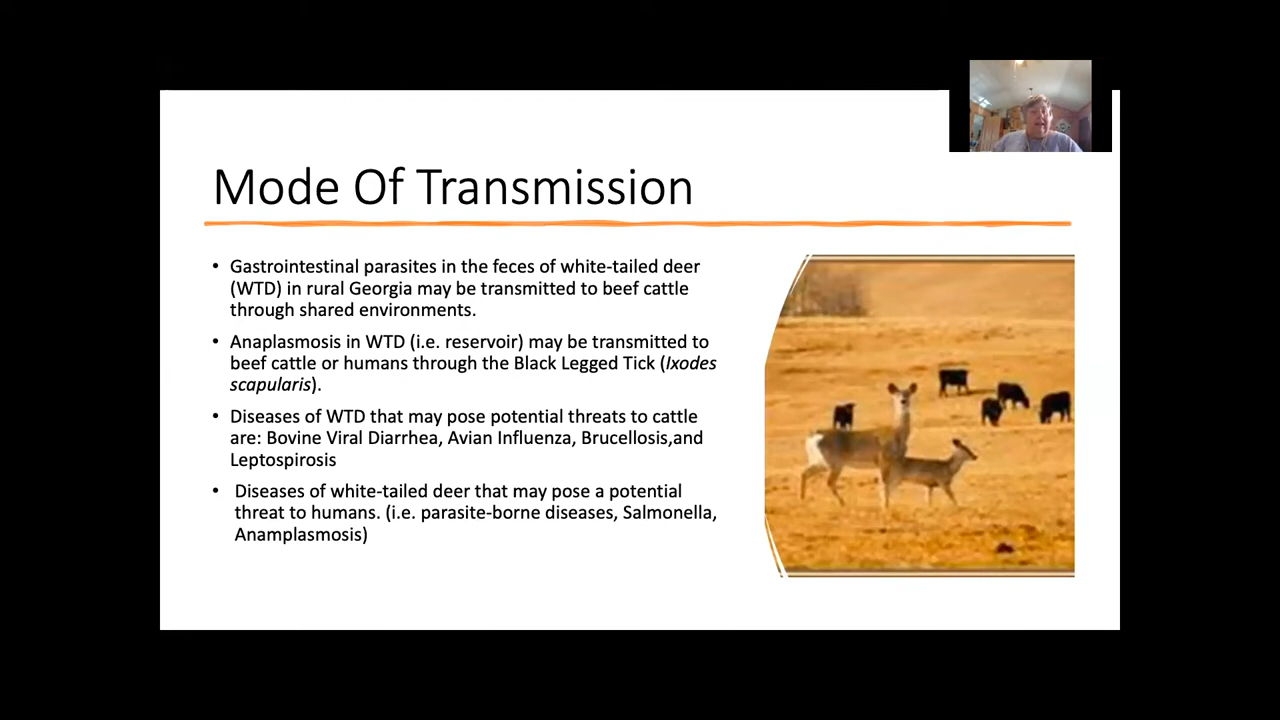 Mode Of Transmission
• Gastrointestinal parasites in the feces of white-tailed deer
(WTD) in rural Georgia may be transmitted to beef cattle
through shared environments.
• Anaplasmosis in WTD (i.e. reservoir) may be transmitted to
beef cattle or humans through the Black Legged Tick (Ixodes
scapularis).
• Diseases of WTD that may pose potential threats to cattle
are: Bovine Viral Diarrhea, Avian Influenza, Brucellosis,and
Leptospirosis
• Diseases of white-tailed deer that may pose a potential
threat to humans. (i.e. parasite-borne diseases, Salmonella,
Anamplasmosis)